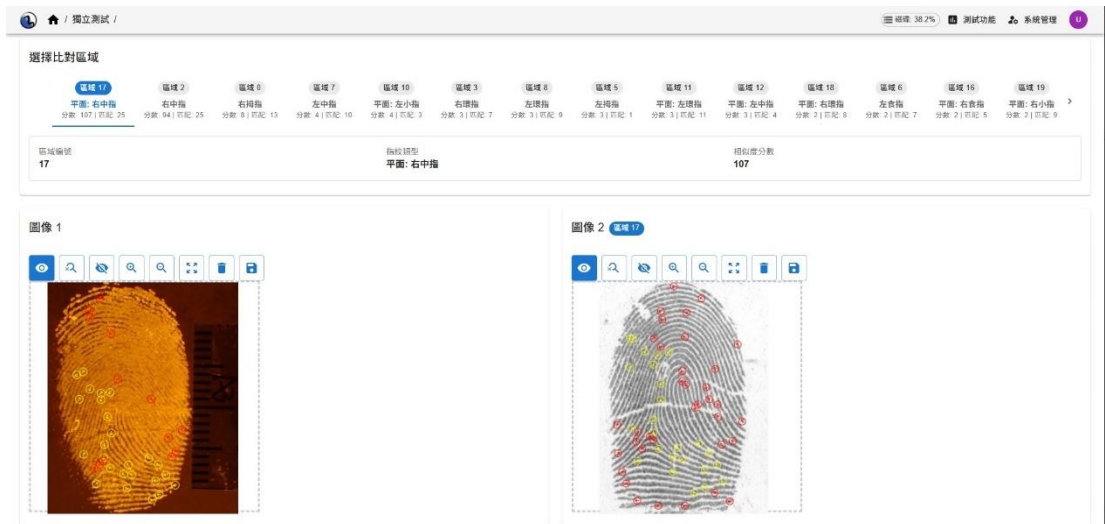 / 獨立測試 /
磁碟: 38.2%
測試功能
系統管理
U
選擇比對區域
區域 17
平面: 右中指
分數: 107 | 匹配: 25
區域 2
右中指
分數: 94 | 匹配: 25
區域 0
右拇指
分數: 8 | 匹配: 13
區域 7
左中指
分數: 4 | 匹配: 10
區域 10
平面: 左小指
分數: 4 | 匹配: 3
區域 3
右環指
分數: 3 | 匹配: 7
區域 8
左環指
分數: 3 | 匹配: 9
區域 5
左拇指
分數: 3 | 匹配: 1
區域 11
平面: 左環指
分數: 3 | 匹配: 11
區域 12
平面: 左中指
分數: 3 | 匹配: 4
區域 18
平面: 右環指
分數: 2 | 匹配: 8
區域 6
左食指
分數: 2 | 匹配: 7
區域 16
平面: 右食指
分數: 2 | 匹配: 5
區域 19
平面: 右小指
分數: 2 | 匹配: 9
區域編號
17
指紋類型
平面: 右中指
相似度分數
107
圖像 1
圖像 2
區域 17